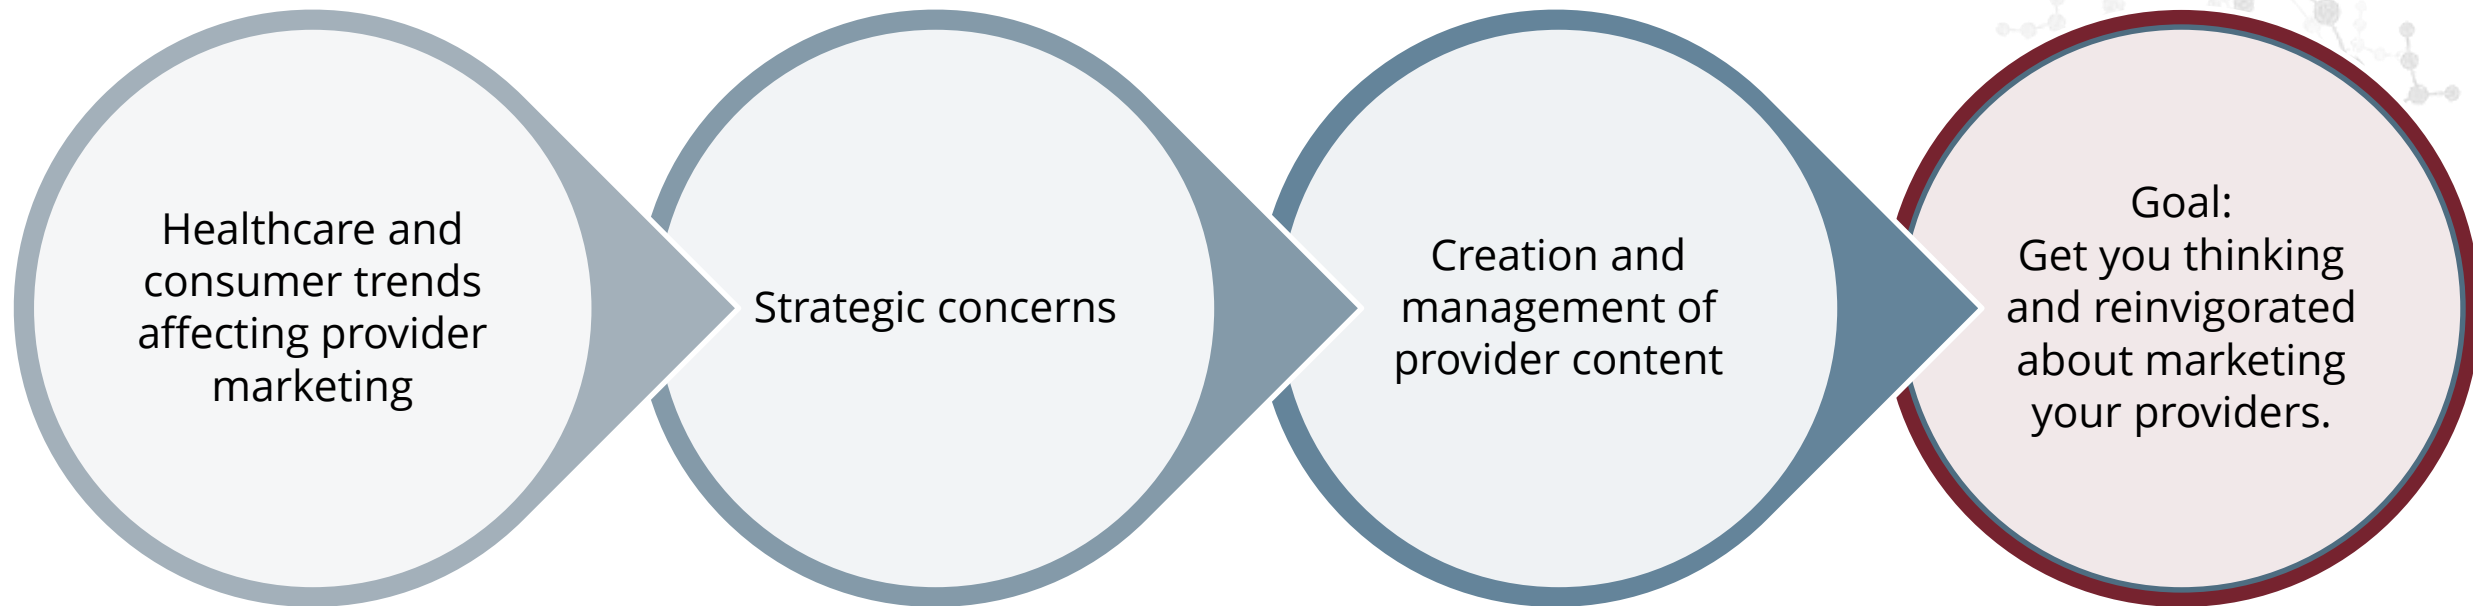 Healthcare and
consumer trends
affecting provider
marketing
Strategic concerns
Creation and
management of
provider content
Goal:
Get you thinking
and reinvigorated
about marketing
your providers.